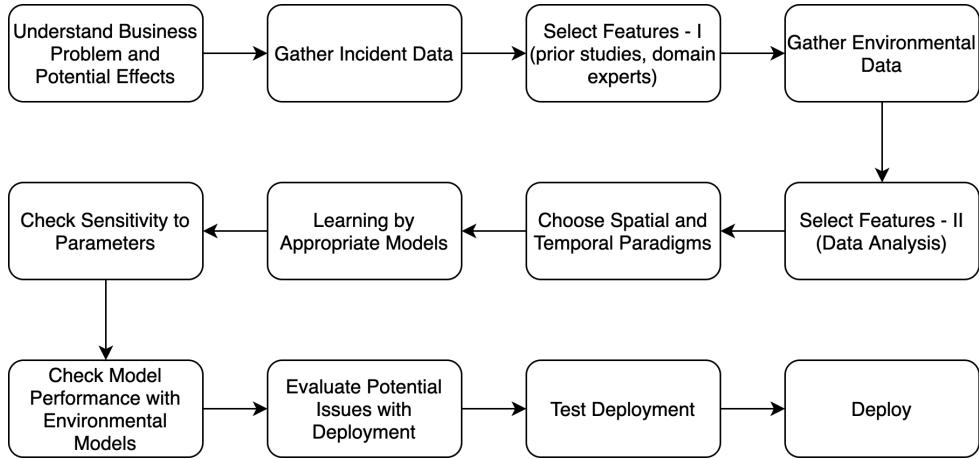 Understand Business
Problem and
Potential Effects
Gather Incident Data
Select Features - I
(prior studies, domain
experts)
Gather Environmental
Data
Select Features - II
(Data Analysis)
Choose Spatial and
Temporal Paradigms
Learning by
Appropriate Models
Check Sensitivity to
Parameters
Check Model
Performance with
Environmental
Models
Evaluate Potential
Issues with
Deployment
Test Deployment
Deploy